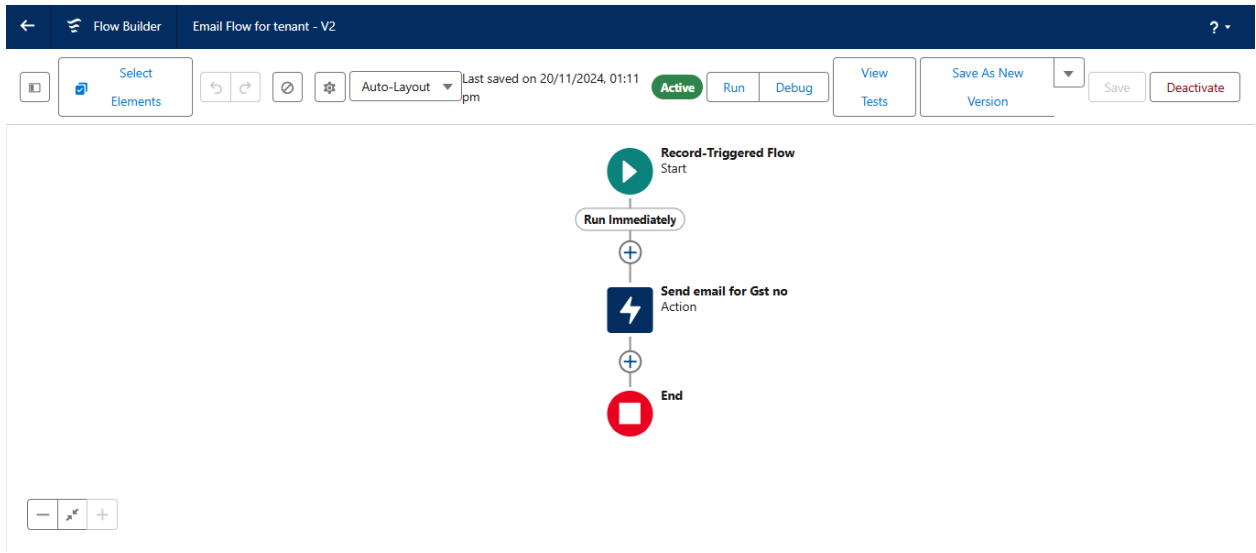 Flow Builder
Email Flow for tenant - V2
?
Select
Elements
Auto-Layout
Last saved on 20/11/2024, 01:11
pm
Active
Run
Debug
View
Tests
Save As New
Version
Save
Deactivate
Record-Triggered Flow
Start
Run Immediately
Send email for Gst no
Action
End